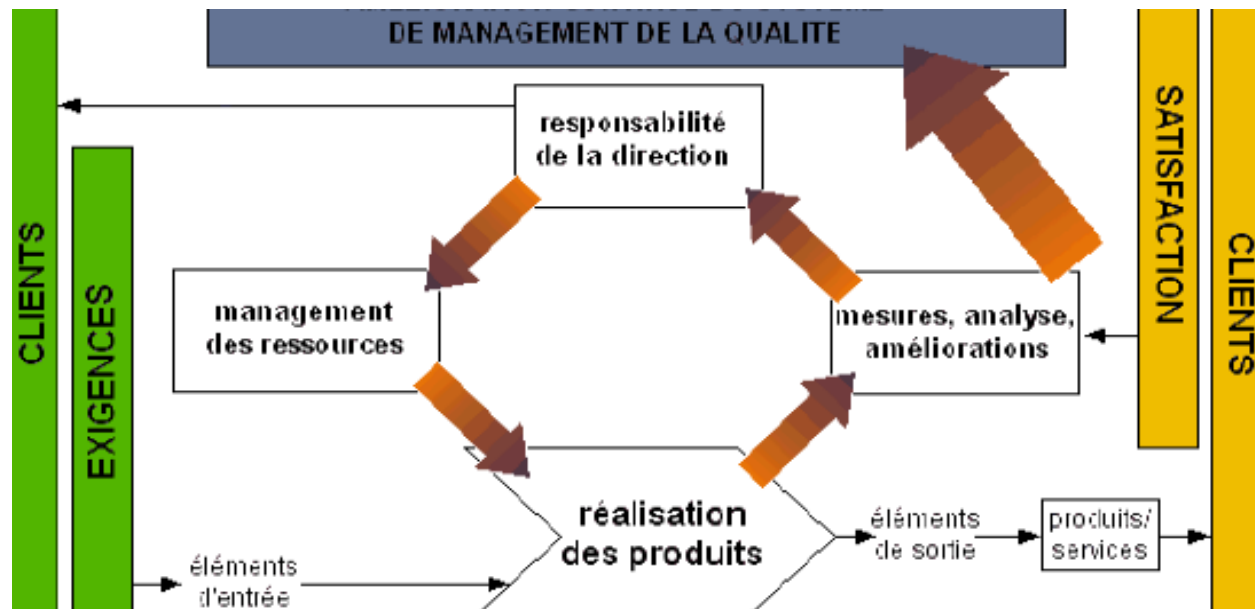 DE MANAGEMENT DE LA QUALITE
responsabilité
de la direction
CLIENTS
EXIGENCES
management
des ressources
mesures, analyse,
améliorations
SATISFACTION
CLIENTS
réalisation
des produits
éléments
d'entrée
éléments
de sortie
produits/
services